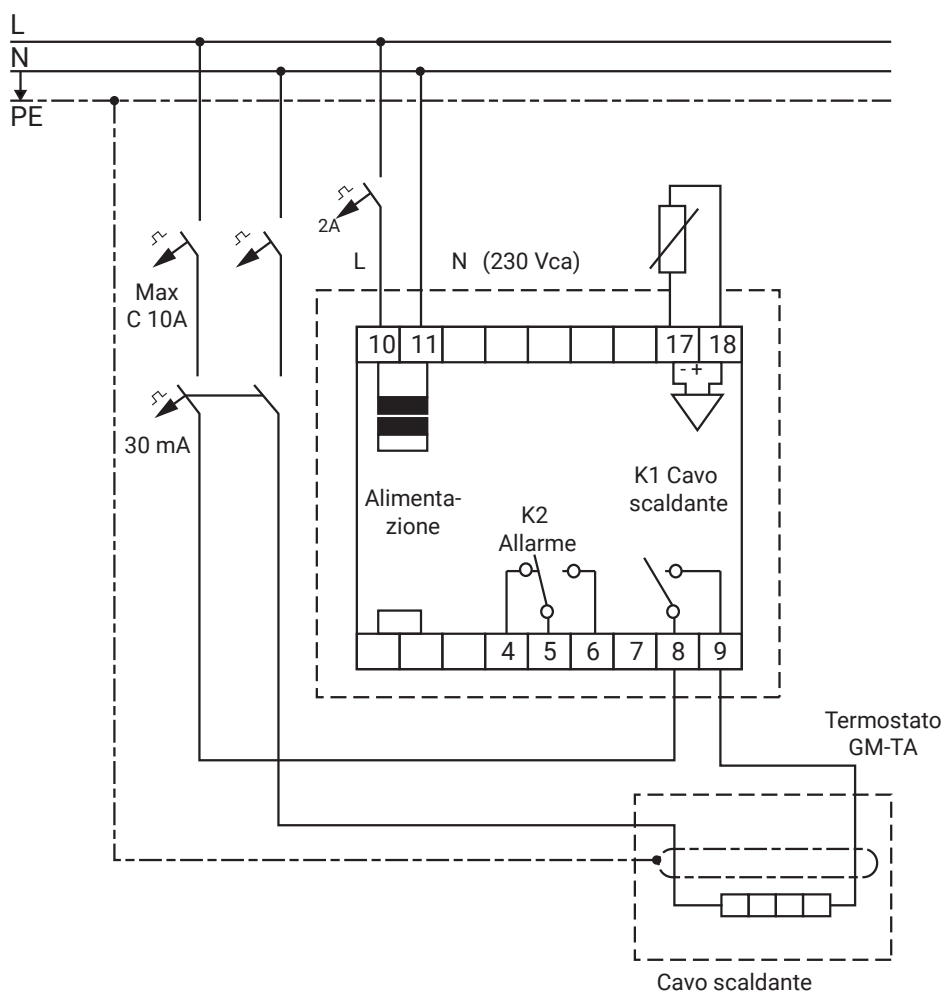 L
N
PE
2A
L
N (230 Vca)
Max
C 10A
10 11 17 18
- +
30 mA
K1 Cavo
scaldante
Alimenta-
zione
K2
Allarme
4 5 6 7 8 9
Termostato
GM-TA
Cavo scaldante